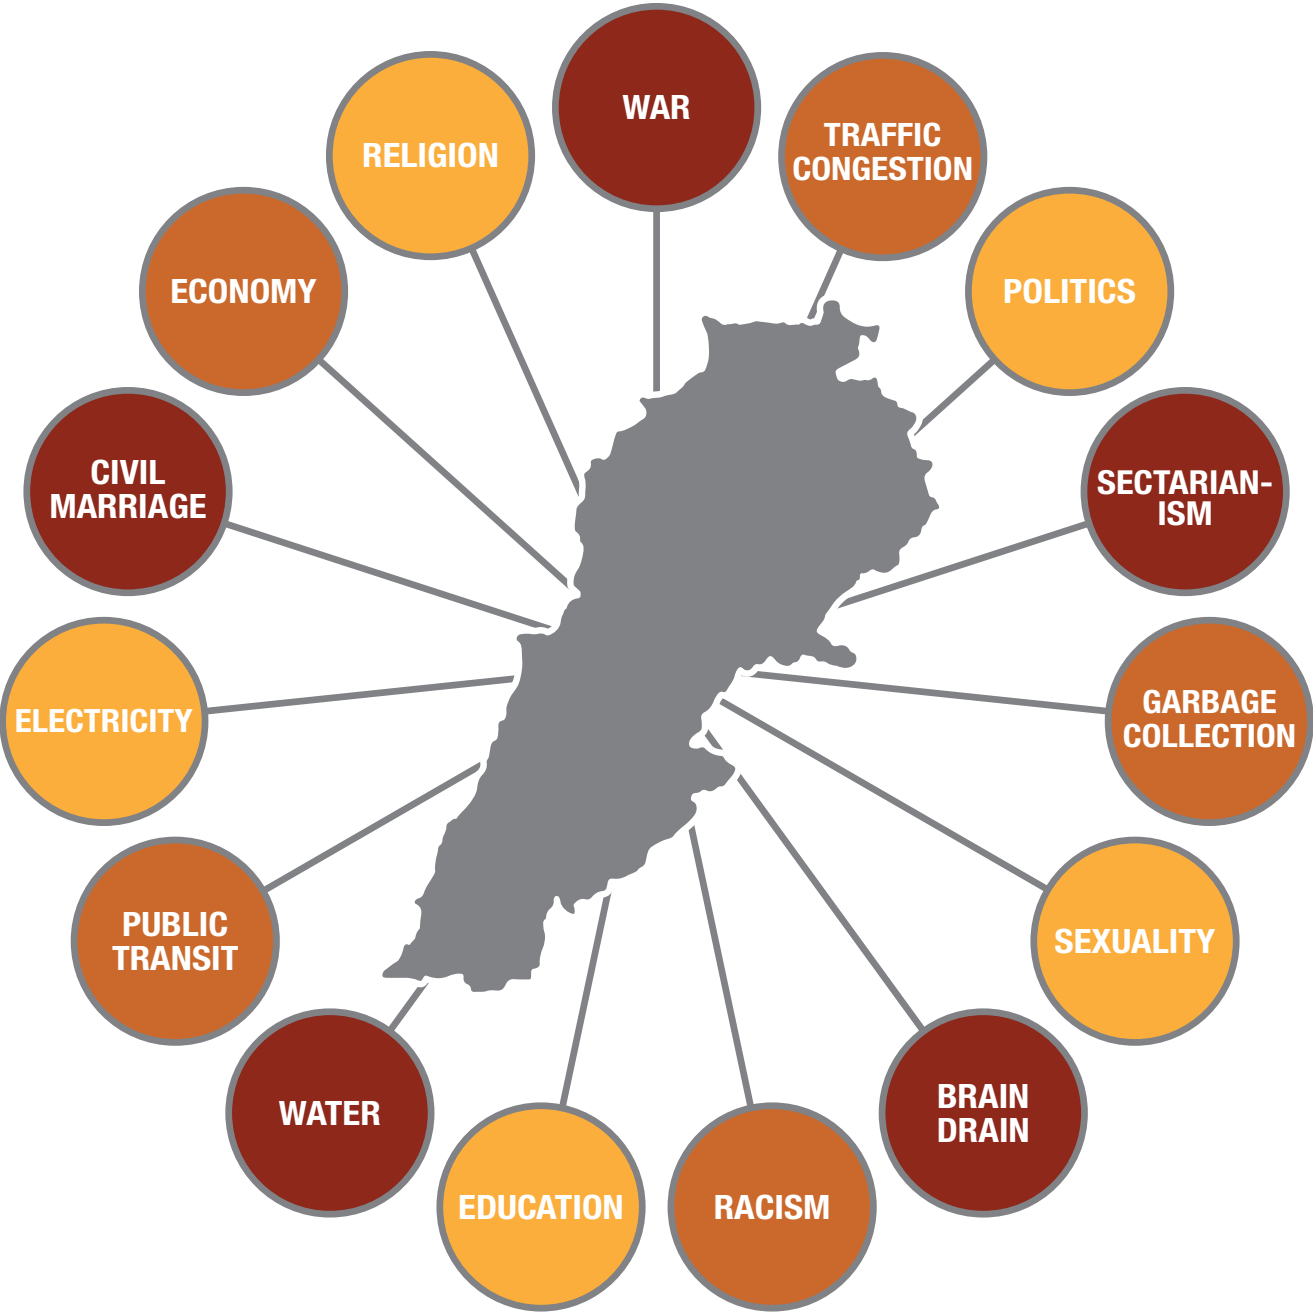 WAR
TRAFFIC
CONGESTION
POLITICS
SECTARIAN-
ISM
GARBAGE
COLLECTION
SEXUALITY
BRAIN
DRAIN
RACISM
EDUCATION
WATER
PUBLIC
TRANSIT
ELECTRICITY
CIVIL
MARRIAGE
ECONOMY
RELIGION